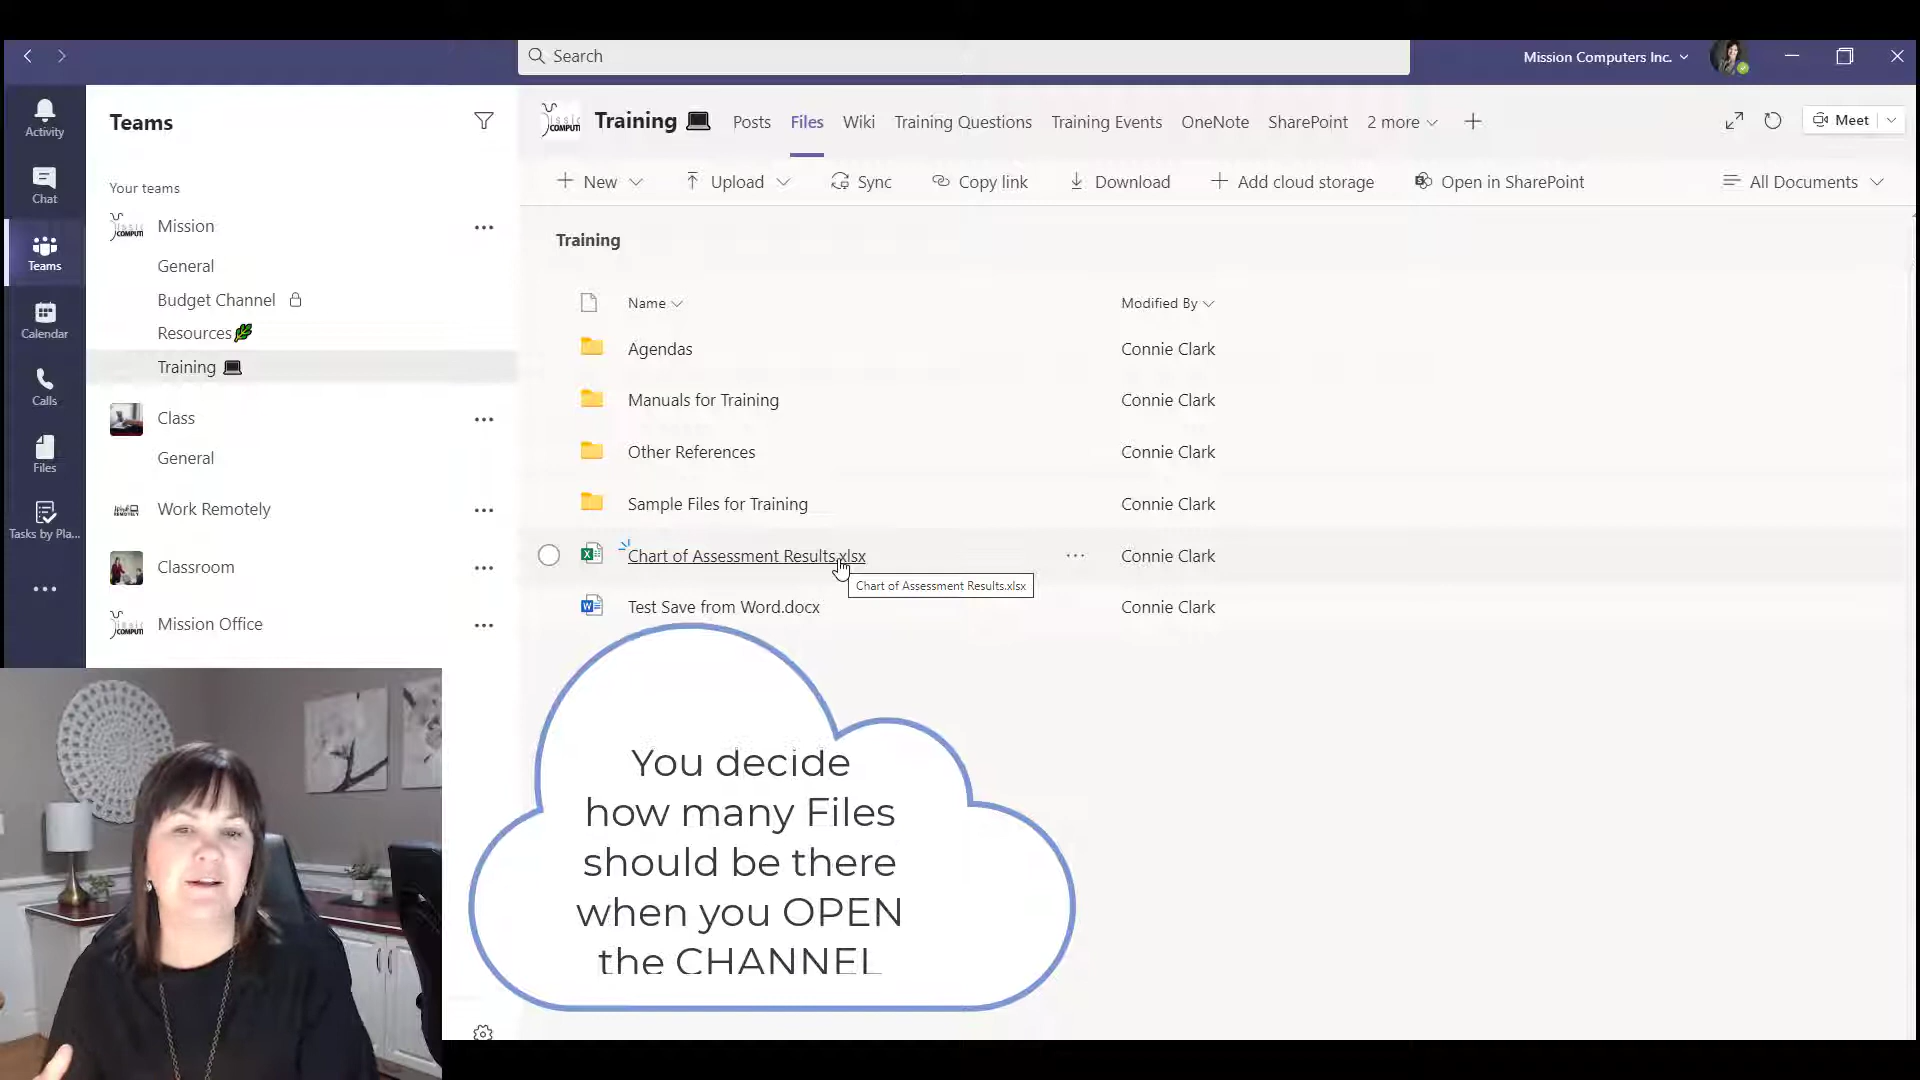 Search
Mission Computers Inc.
Activity
Chat
Teams
Calendar
Calls
Files
Tasks by Pla...
Teams
Your teams
Mission
General
Budget Channel
Resources
Training
Class
General
Work Remotely
Classroom
Mission Office
Training Posts Files Wiki Training Questions Training Events OneNote SharePoint 2 more
Meet
New Upload Sync Copy link Download Add cloud storage Open in SharePoint All Documents
Training
Name Modified By
Agendas Connie Clark
Manuals for Training Connie Clark
Other References Connie Clark
Sample Files for Training Connie Clark
Chart of Assessment Results.xlsx Connie Clark
Chart of Assessment Results.xlsx
Test Save from Word.docx Connie Clark
You decide
how many Files
should be there
when you OPEN
the CHANNEL